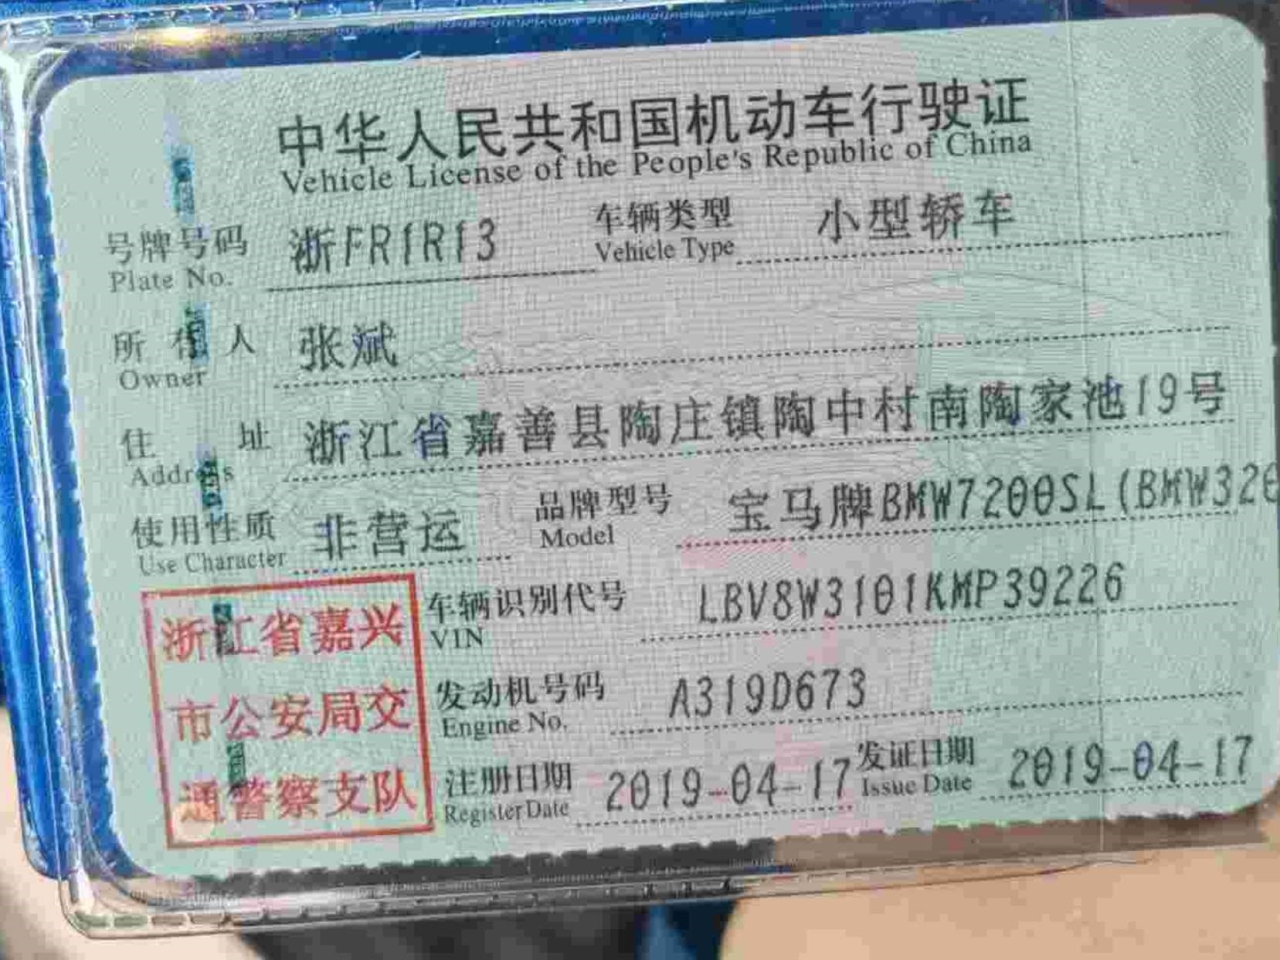 中华人民共和国机动车行驶证
Vehicle License of the People's Republic of China
号牌号码 浙FR1R13 车辆类型 小型轿车
Plate No. Vehicle Type
所有人 张斌
Owner
住址 浙江省嘉善县陶庄镇陶中村南陶家池19号
Address
使用性质 非营运 品牌型号 宝马牌BMW7200SL(BMW320
Use Character Model
浙江省嘉兴
市公安局交
通警察支队
车辆识别代号 LBV8W3101KMP39226
VIN
发动机号码 A319D673
Engine No.
注册日期 2019-04-17 发证日期 2019-04-17
Register Date Issue Date